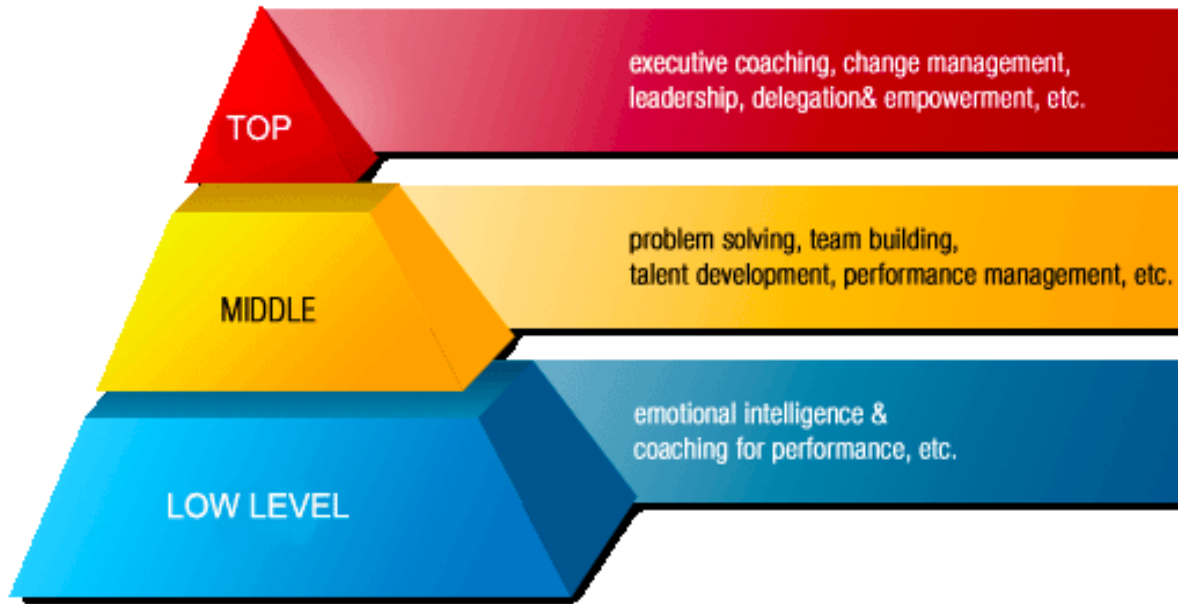 TOP
executive coaching, change management,
leadership, delegation& empowerment, etc.
MIDDLE
problem solving, team building,
talent development, performance management, etc.
LOW LEVEL
emotional intelligence &
coaching for performance, etc.